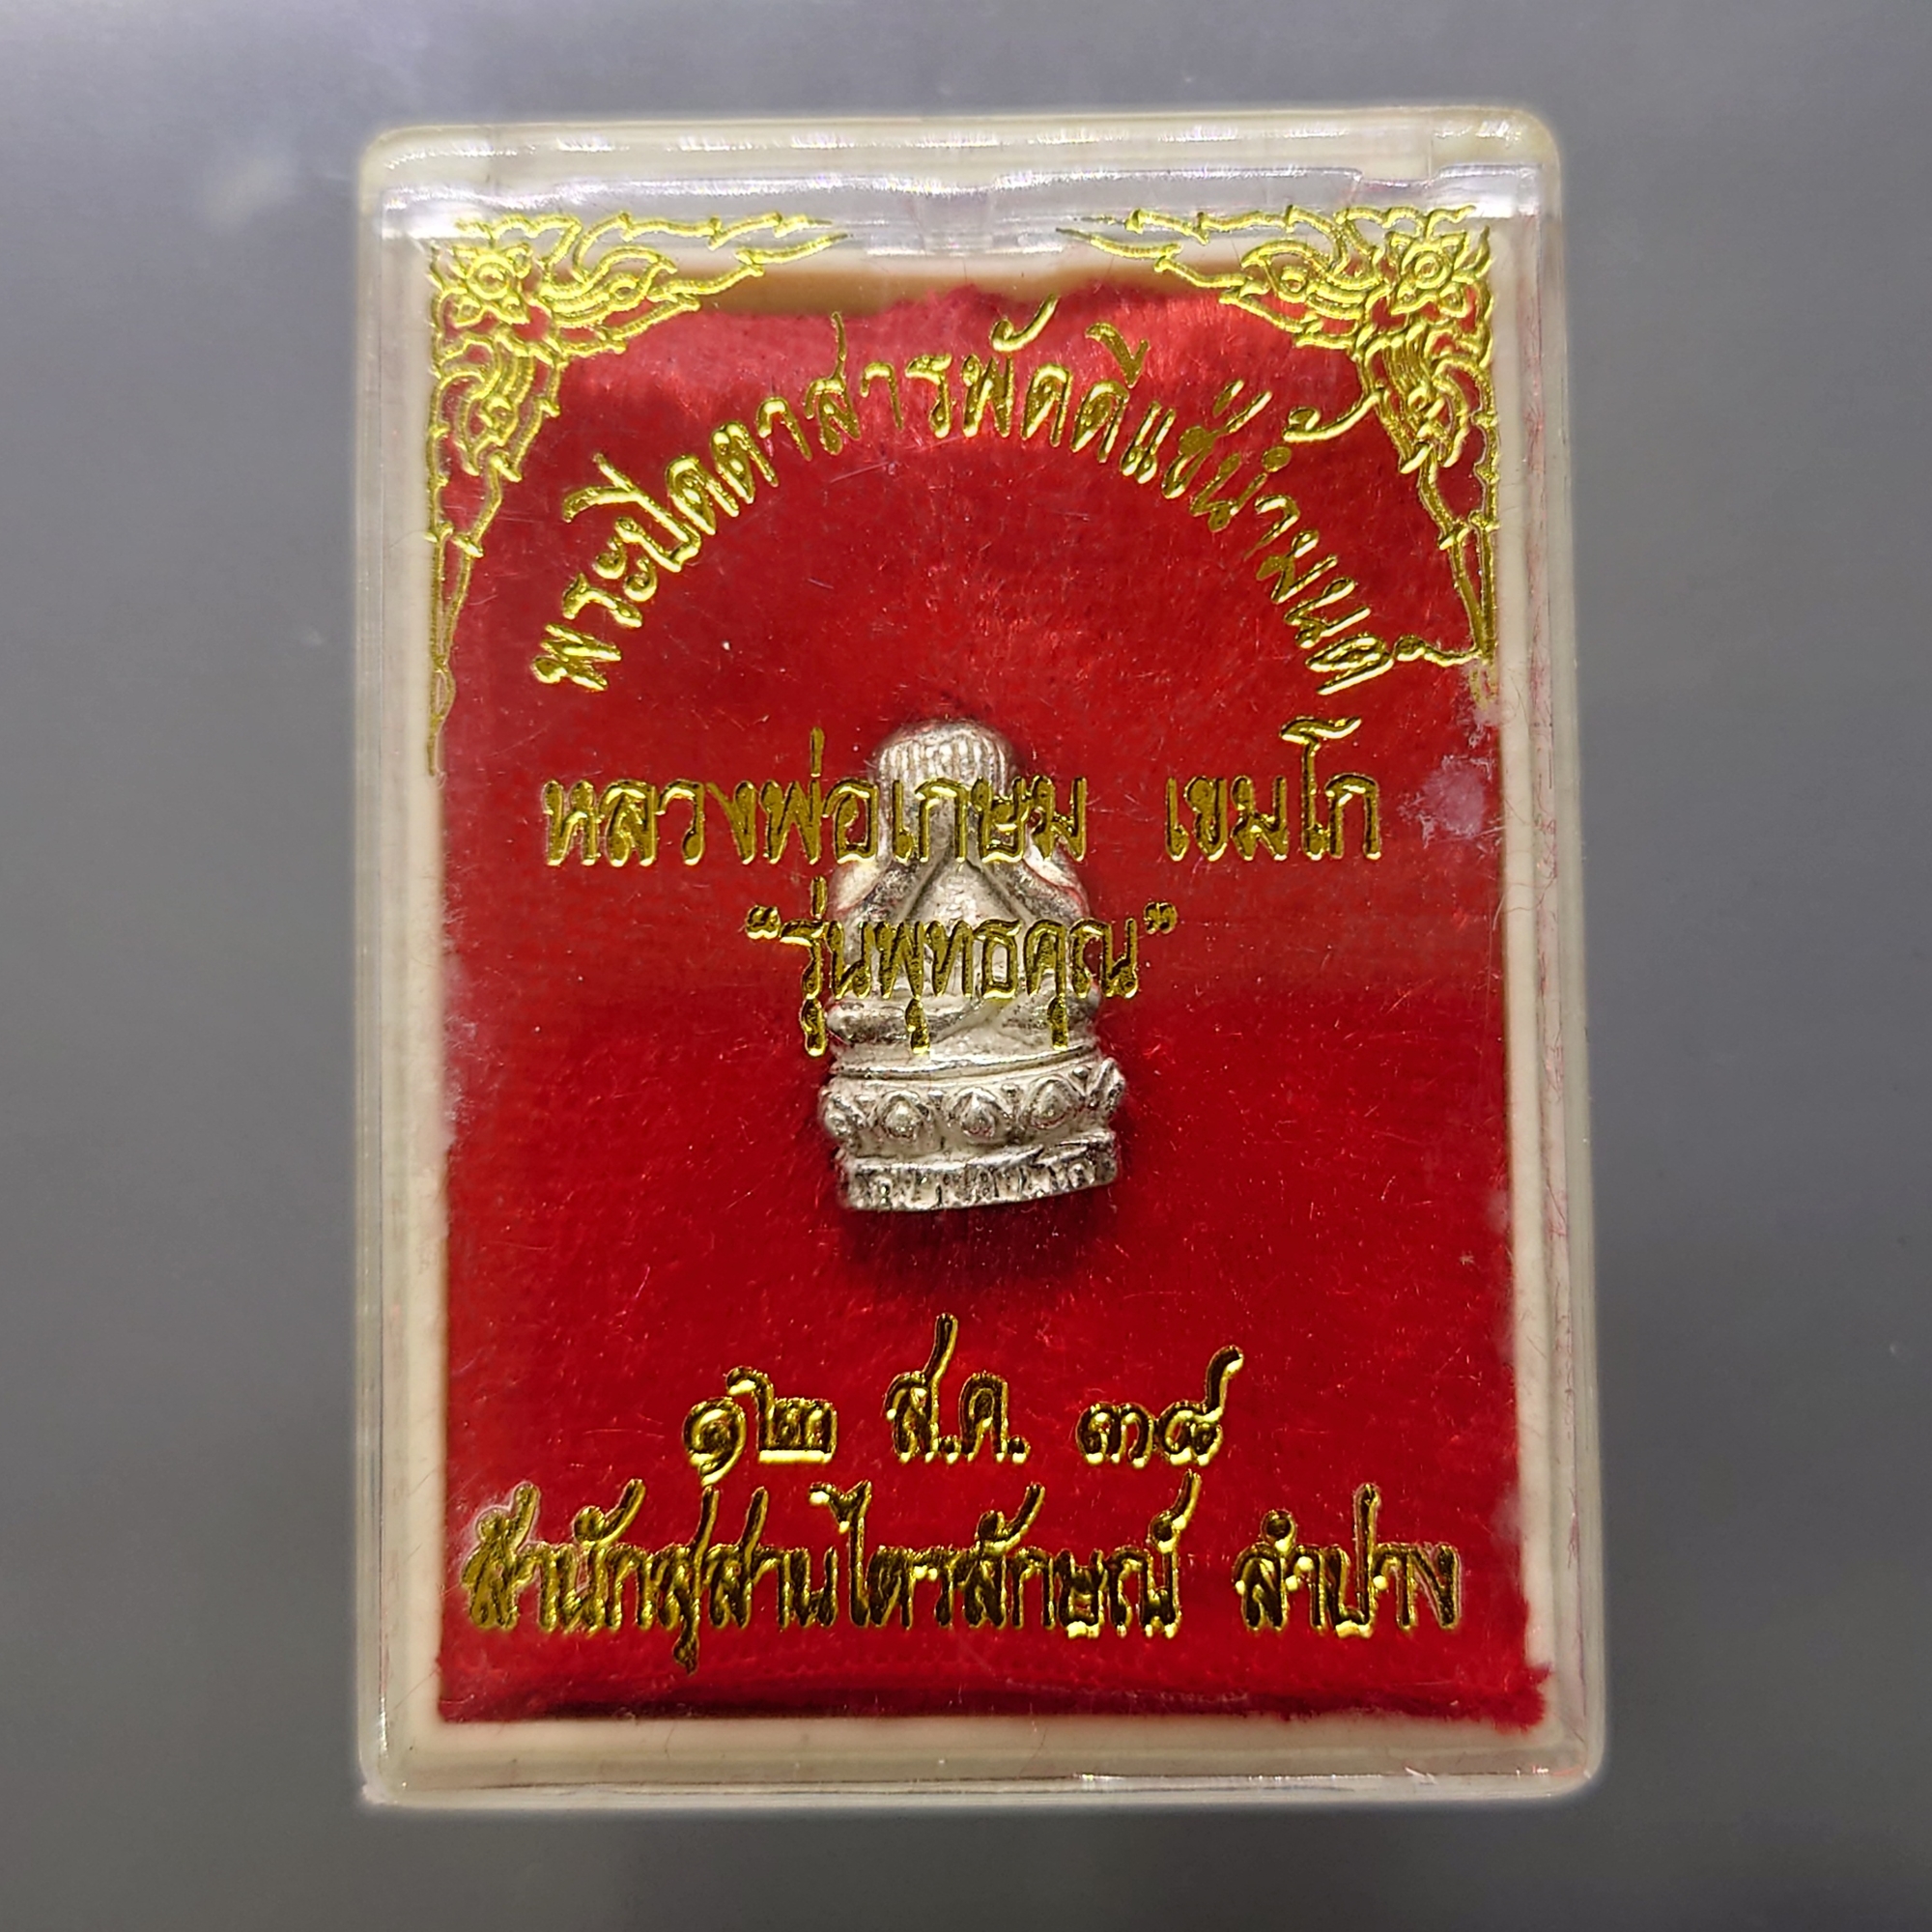 พระปิดตาสารพัดดีแช่น้ำมนต์
หลวงพ่อเกษม เขมโก
“รุ่นพุทธคุณ”
๑๒ ส.ค. ๓๘
สำนักสุสานไตรลักษณ์ ลำปาง